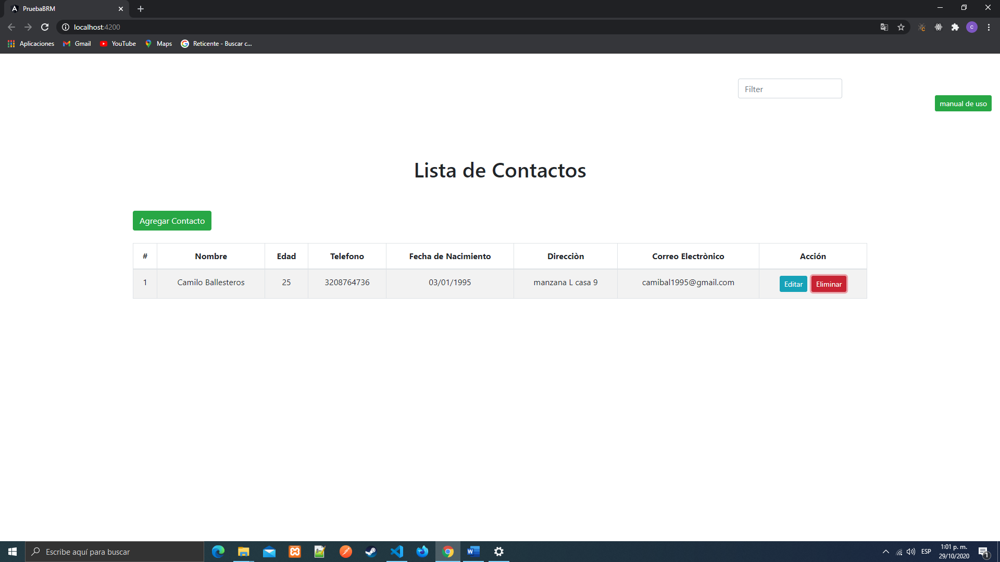 PruebaBRM
localhost:4200
Aplicaciones Gmail YouTube Maps Reticente - Buscar c...
Filter
manual de uso
Lista de Contactos
Agregar Contacto
# Nombre Edad Telefono Fecha de Nacimiento Direcciòn Correo Electrònico Acción
1 Camilo Ballesteros 25 3208764736 03/01/1995 manzana L casa 9 camibal1995@gmail.com Editar Eliminar
Escribe aquí para buscar
ESP
1:01 p. m.
29/10/2020
1